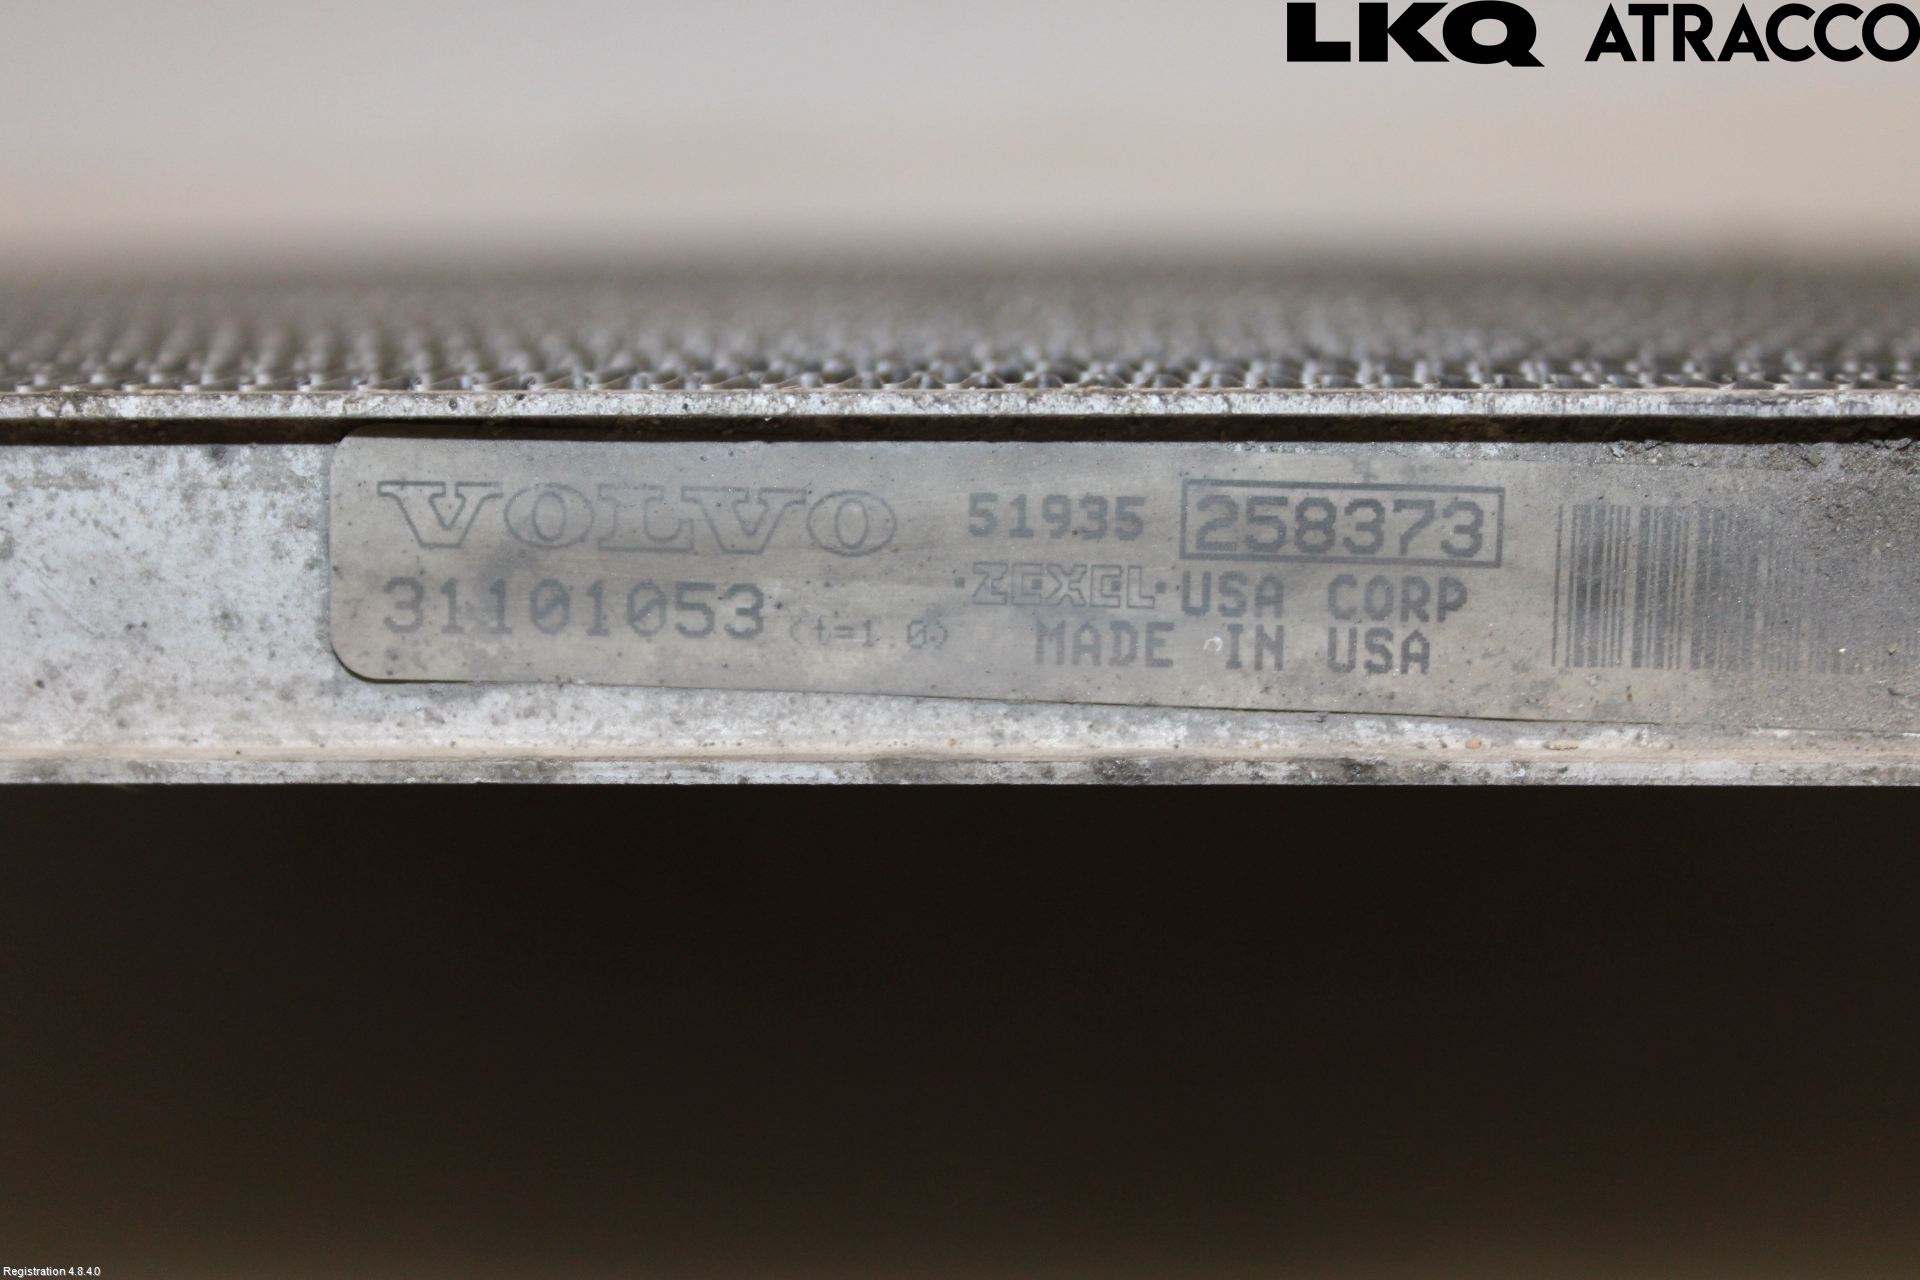 LKQ ATRACCO
VOLVO 51935 258373
31101053 (t=1.0) ZEXEL USA CORP
MADE IN USA
Registration 4.8.4.0